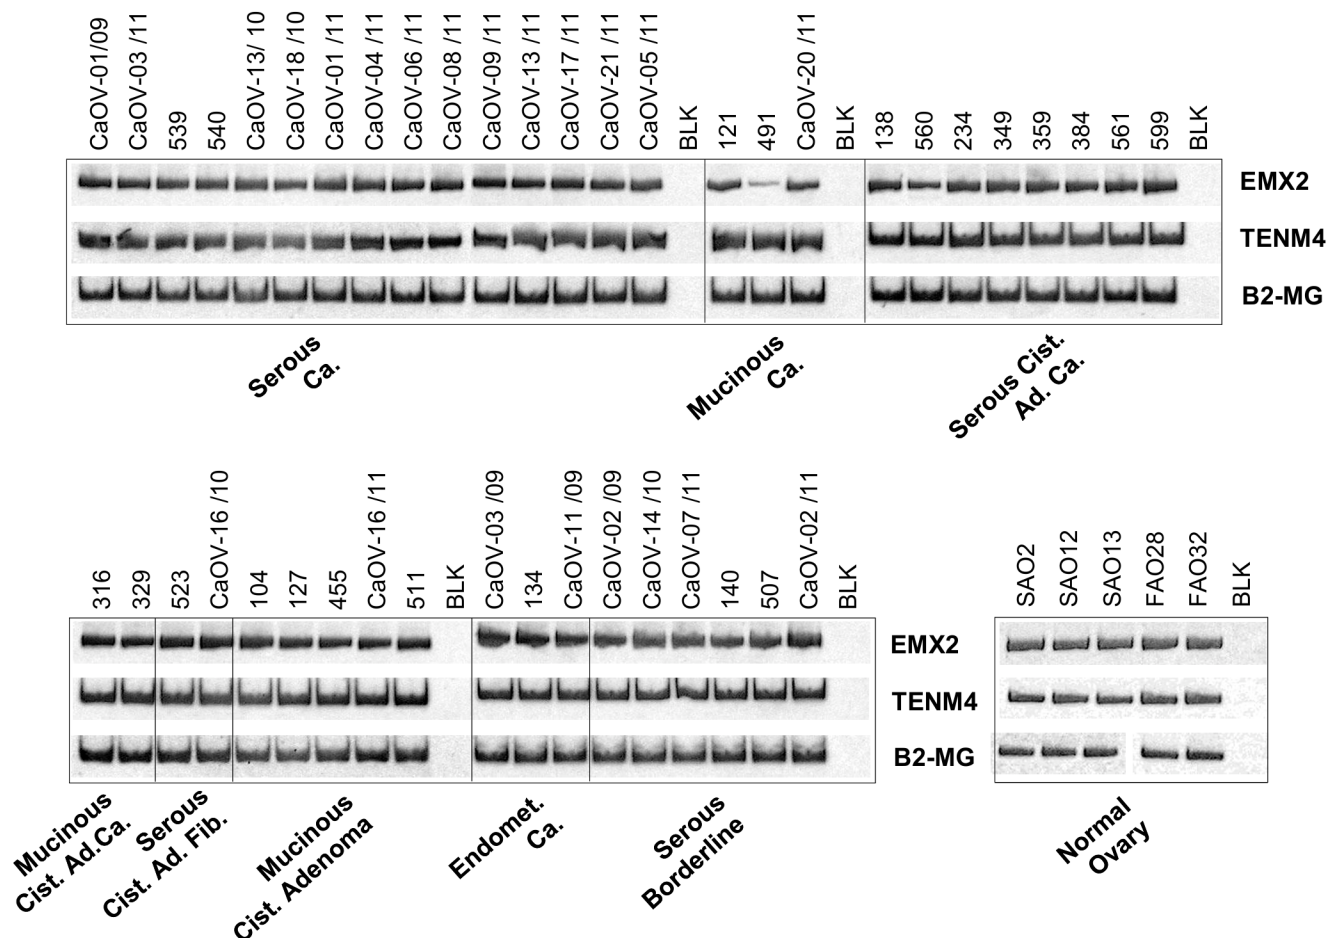 CaOV-01/09
CaOV-03 /11
539
540
CaOV-13/ 10
CaOV-18 /10
CaOV-01 /11
CaOV-04 /11
CaOV-06 /11
CaOV-08 /11
CaOV-09 /11
CaOV-13 /11
CaOV-17 /11
CaOV-21 /11
CaOV-05 /11
BLK
121
491
CaOV-20 /11
BLK
138
560
234
349
359
384
561
599
BLK
EMX2
TENM4
B2-MG
Serous
Ca.
Mucinous
Ca.
Serous Cist.
Ad. Ca.
316
329
523
CaOV-16 /10
104
127
455
CaOV-16 /11
511
BLK
CaOV-03 /09
134
CaOV-11 /09
CaOV-02 /09
CaOV-14 /10
CaOV-07 /11
140
507
CaOV-02 /11
BLK
EMX2
TENM4
B2-MG
SAO2
SAO12
SAO13
FAO28
FAO32
BLK
Mucinous
Cist. Ad.Ca.
Serous
Cist. Ad. Fib.
Mucinous
Cist. Adenoma
Endomet.
Ca.
Serous
Borderline
Normal
Ovary